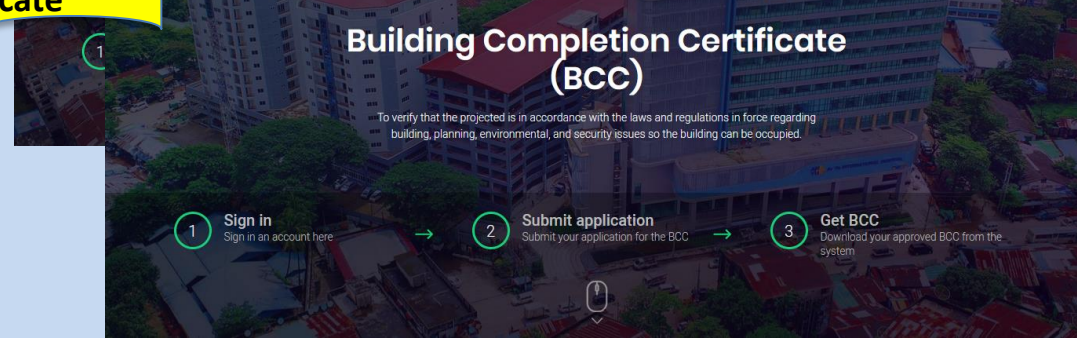 cate
1
Building Completion Certificate
(BCC)
To verify that the projected is in accordance with the laws and regulations in force regarding
building, planning, environmental, and security issues so the building can be occupied.
1
Sign in
Sign in an account here
→
2
Submit application
Submit your application for the BCC
→
3
Get BCC
Download your approved BCC from the
system